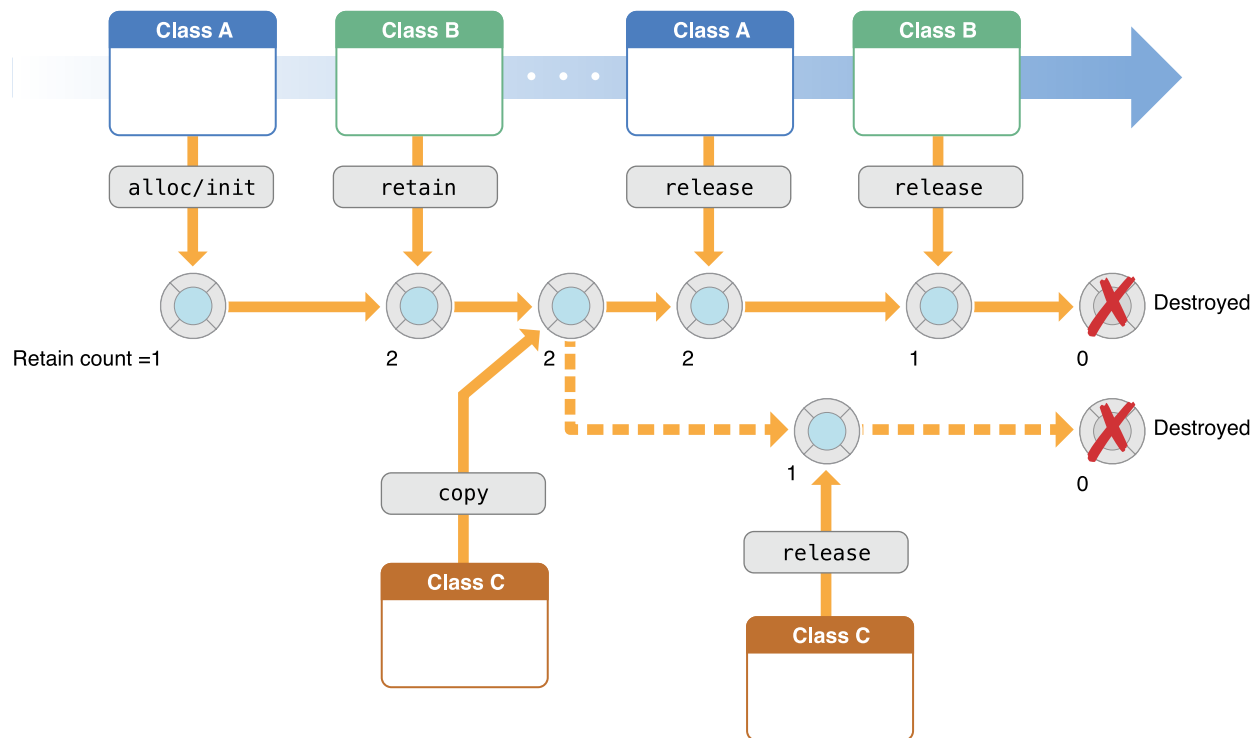 Class A
Class B
Class A
Class B
alloc/init
retain
release
release
Destroyed
Retain count =1
2
2
2
1
0
Destroyed
1
0
copy
release
Class C
Class C